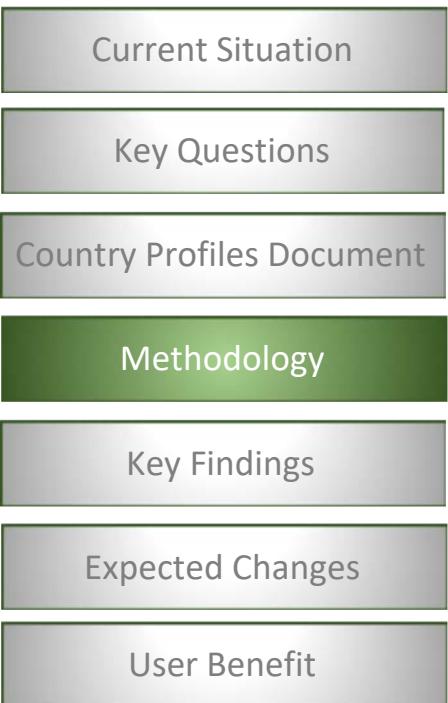 Current Situation
Key Questions
Country Profiles Document
Methodology
Key Findings
Expected Changes
User Benefit